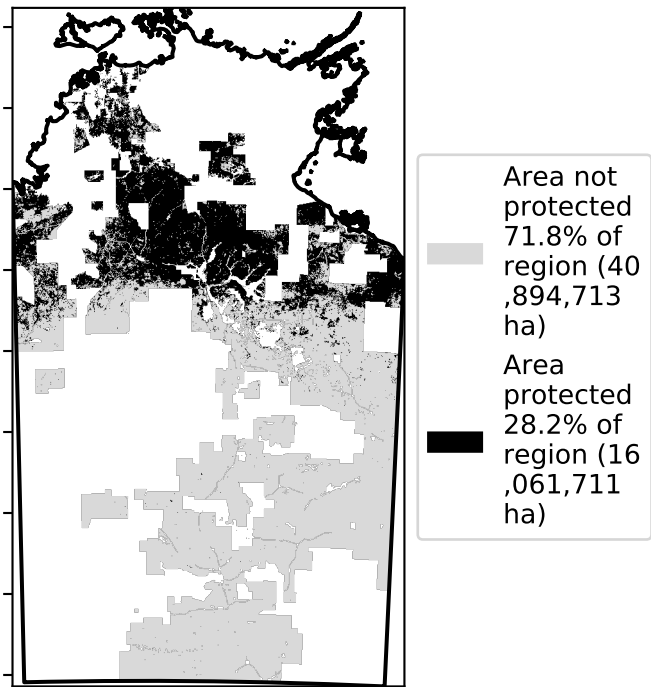 Area not
protected
71.8% of
region (40
,894,713
ha)
Area
protected
28.2% of
region (16
,061,711
ha)